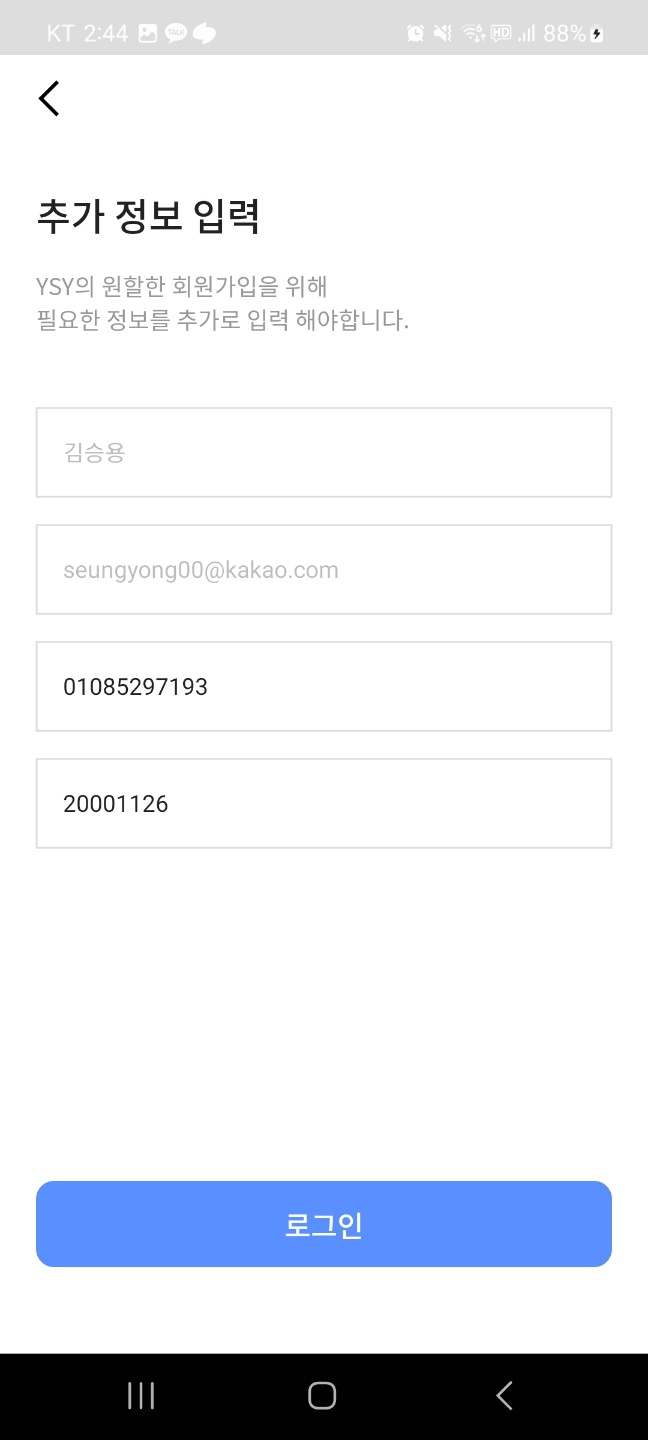 KT 2:44 TALK 6 HD 88%
추가 정보 입력
YSY의 원할한 회원가입을 위해
필요한 정보를 추가로 입력 해야합니다.
김승용
seungyong00@kakao.com
01085297193
20001126
로그인